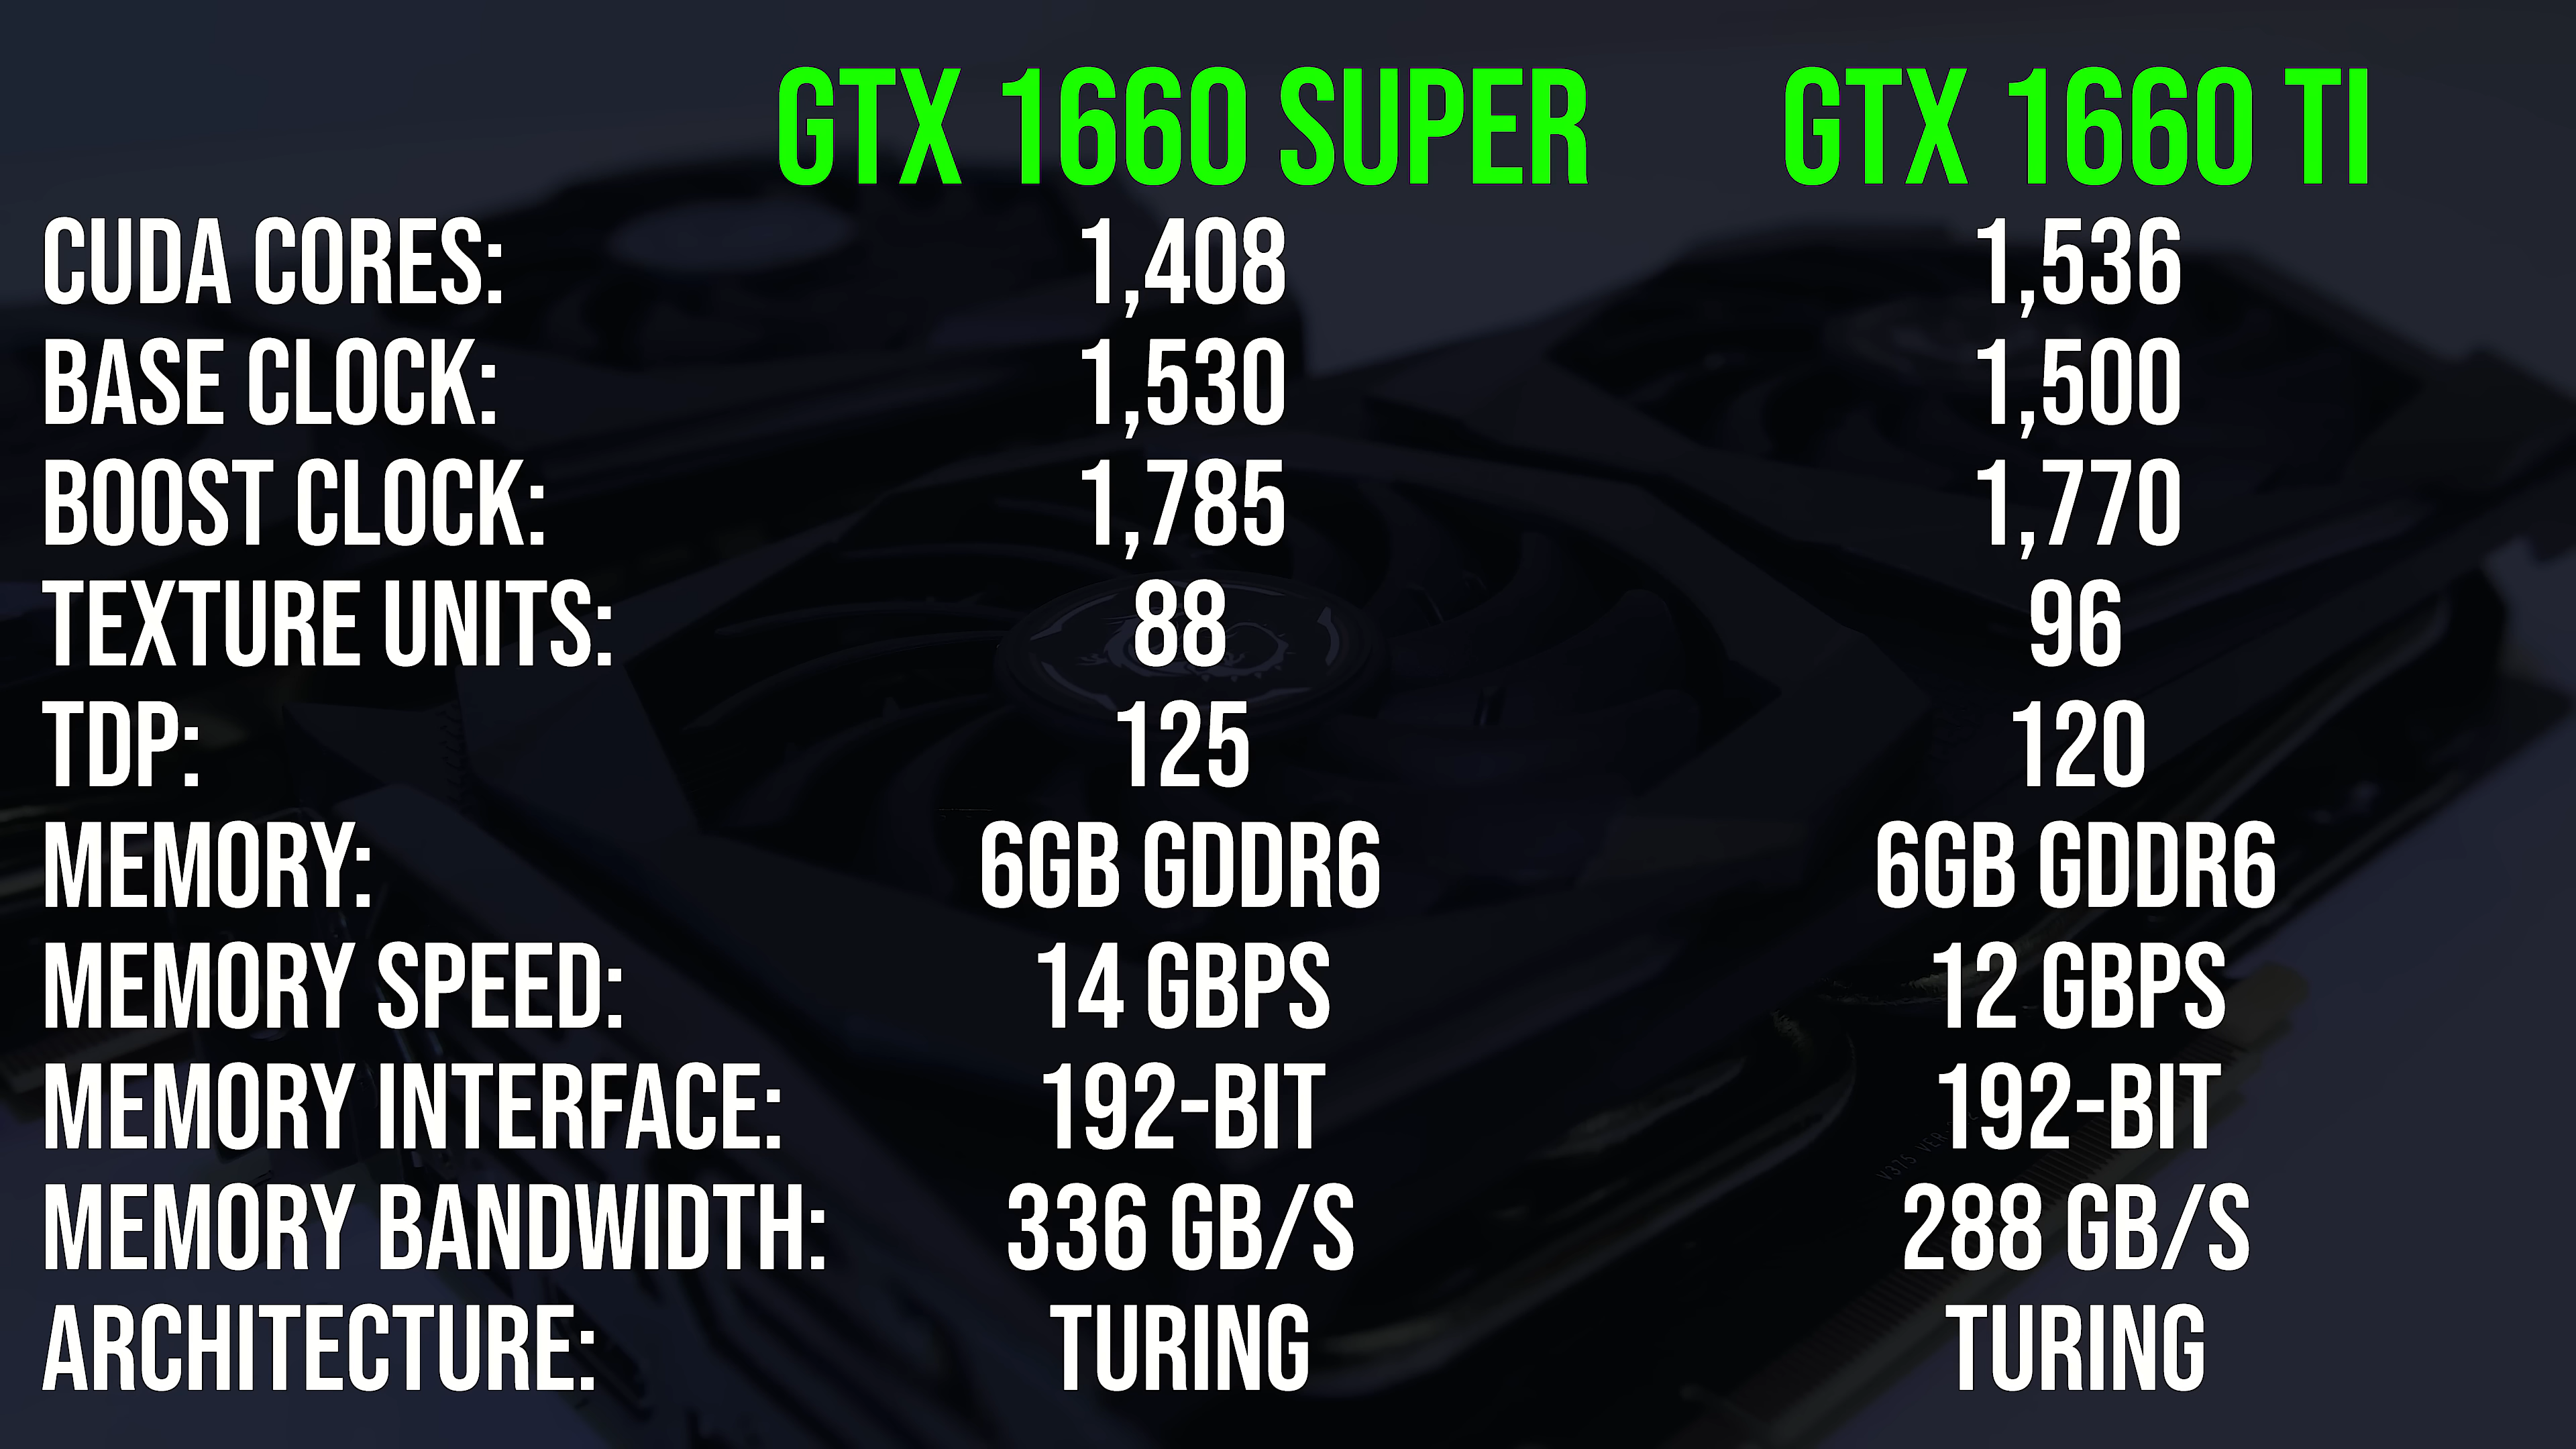 GTX 1660 SUPER GTX 1660 TI
CUDA CORES: 1,408 1,536
BASE CLOCK: 1,530 1,500
BOOST CLOCK: 1,785 1,770
TEXTURE UNITS: 88 96
TDP: 125 120
MEMORY: 6GB GDDR6 6GB GDDR6
MEMORY SPEED: 14 GBPS 12 GBPS
MEMORY INTERFACE: 192-BIT 192-BIT
MEMORY BANDWIDTH: 336 GB/S 288 GB/S
ARCHITECTURE: TURING TURING